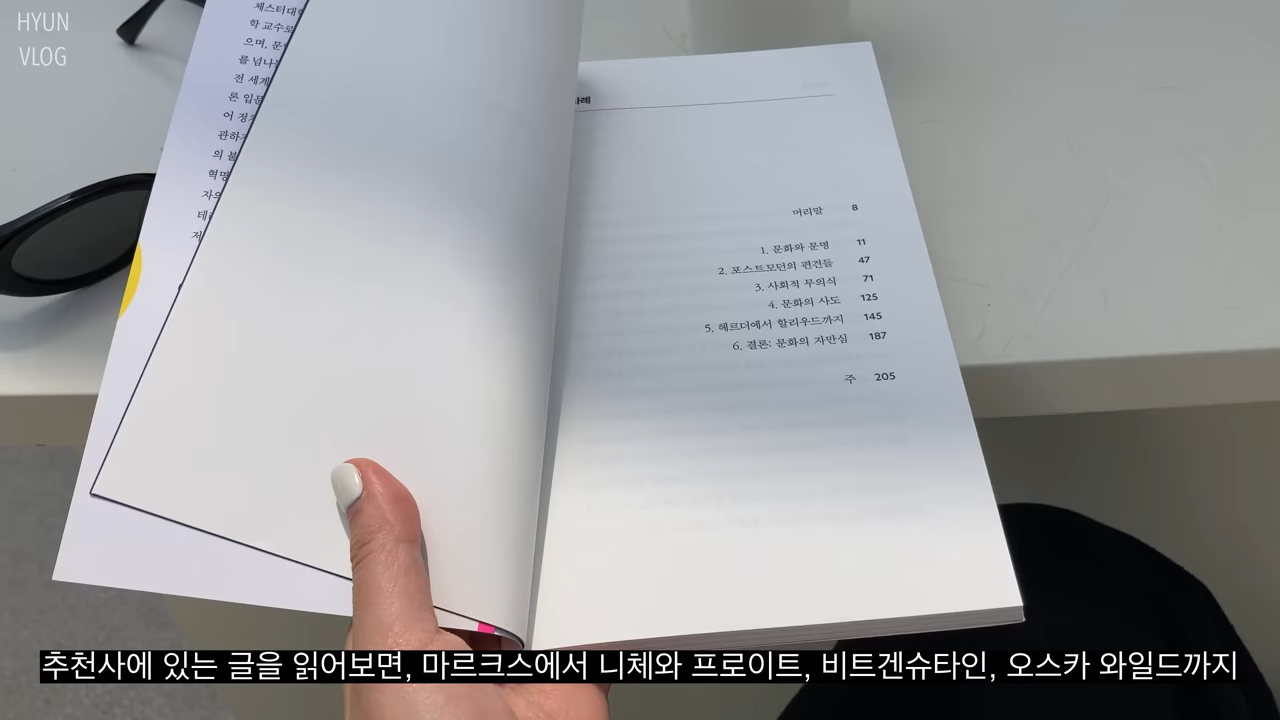 HYUN
VLOG
체스터대학
학 교수로
으며, 문
를 넘나
전 세계
론 입문
어 정치
관하
의 불
혁명
자의
차례
머리말 8
1. 문화와 문명 11
2. 포스트모던의 편견들 47
3. 사회적 무의식 71
4. 문화의 사도 125
5. 헤르더에서 할리우드까지 145
6. 결론: 문화의 자만심 187
주 205
추천사에 있는 글을 읽어보면, 마르크스에서 니체와 프로이트, 비트겐슈타인, 오스카 와일드까지